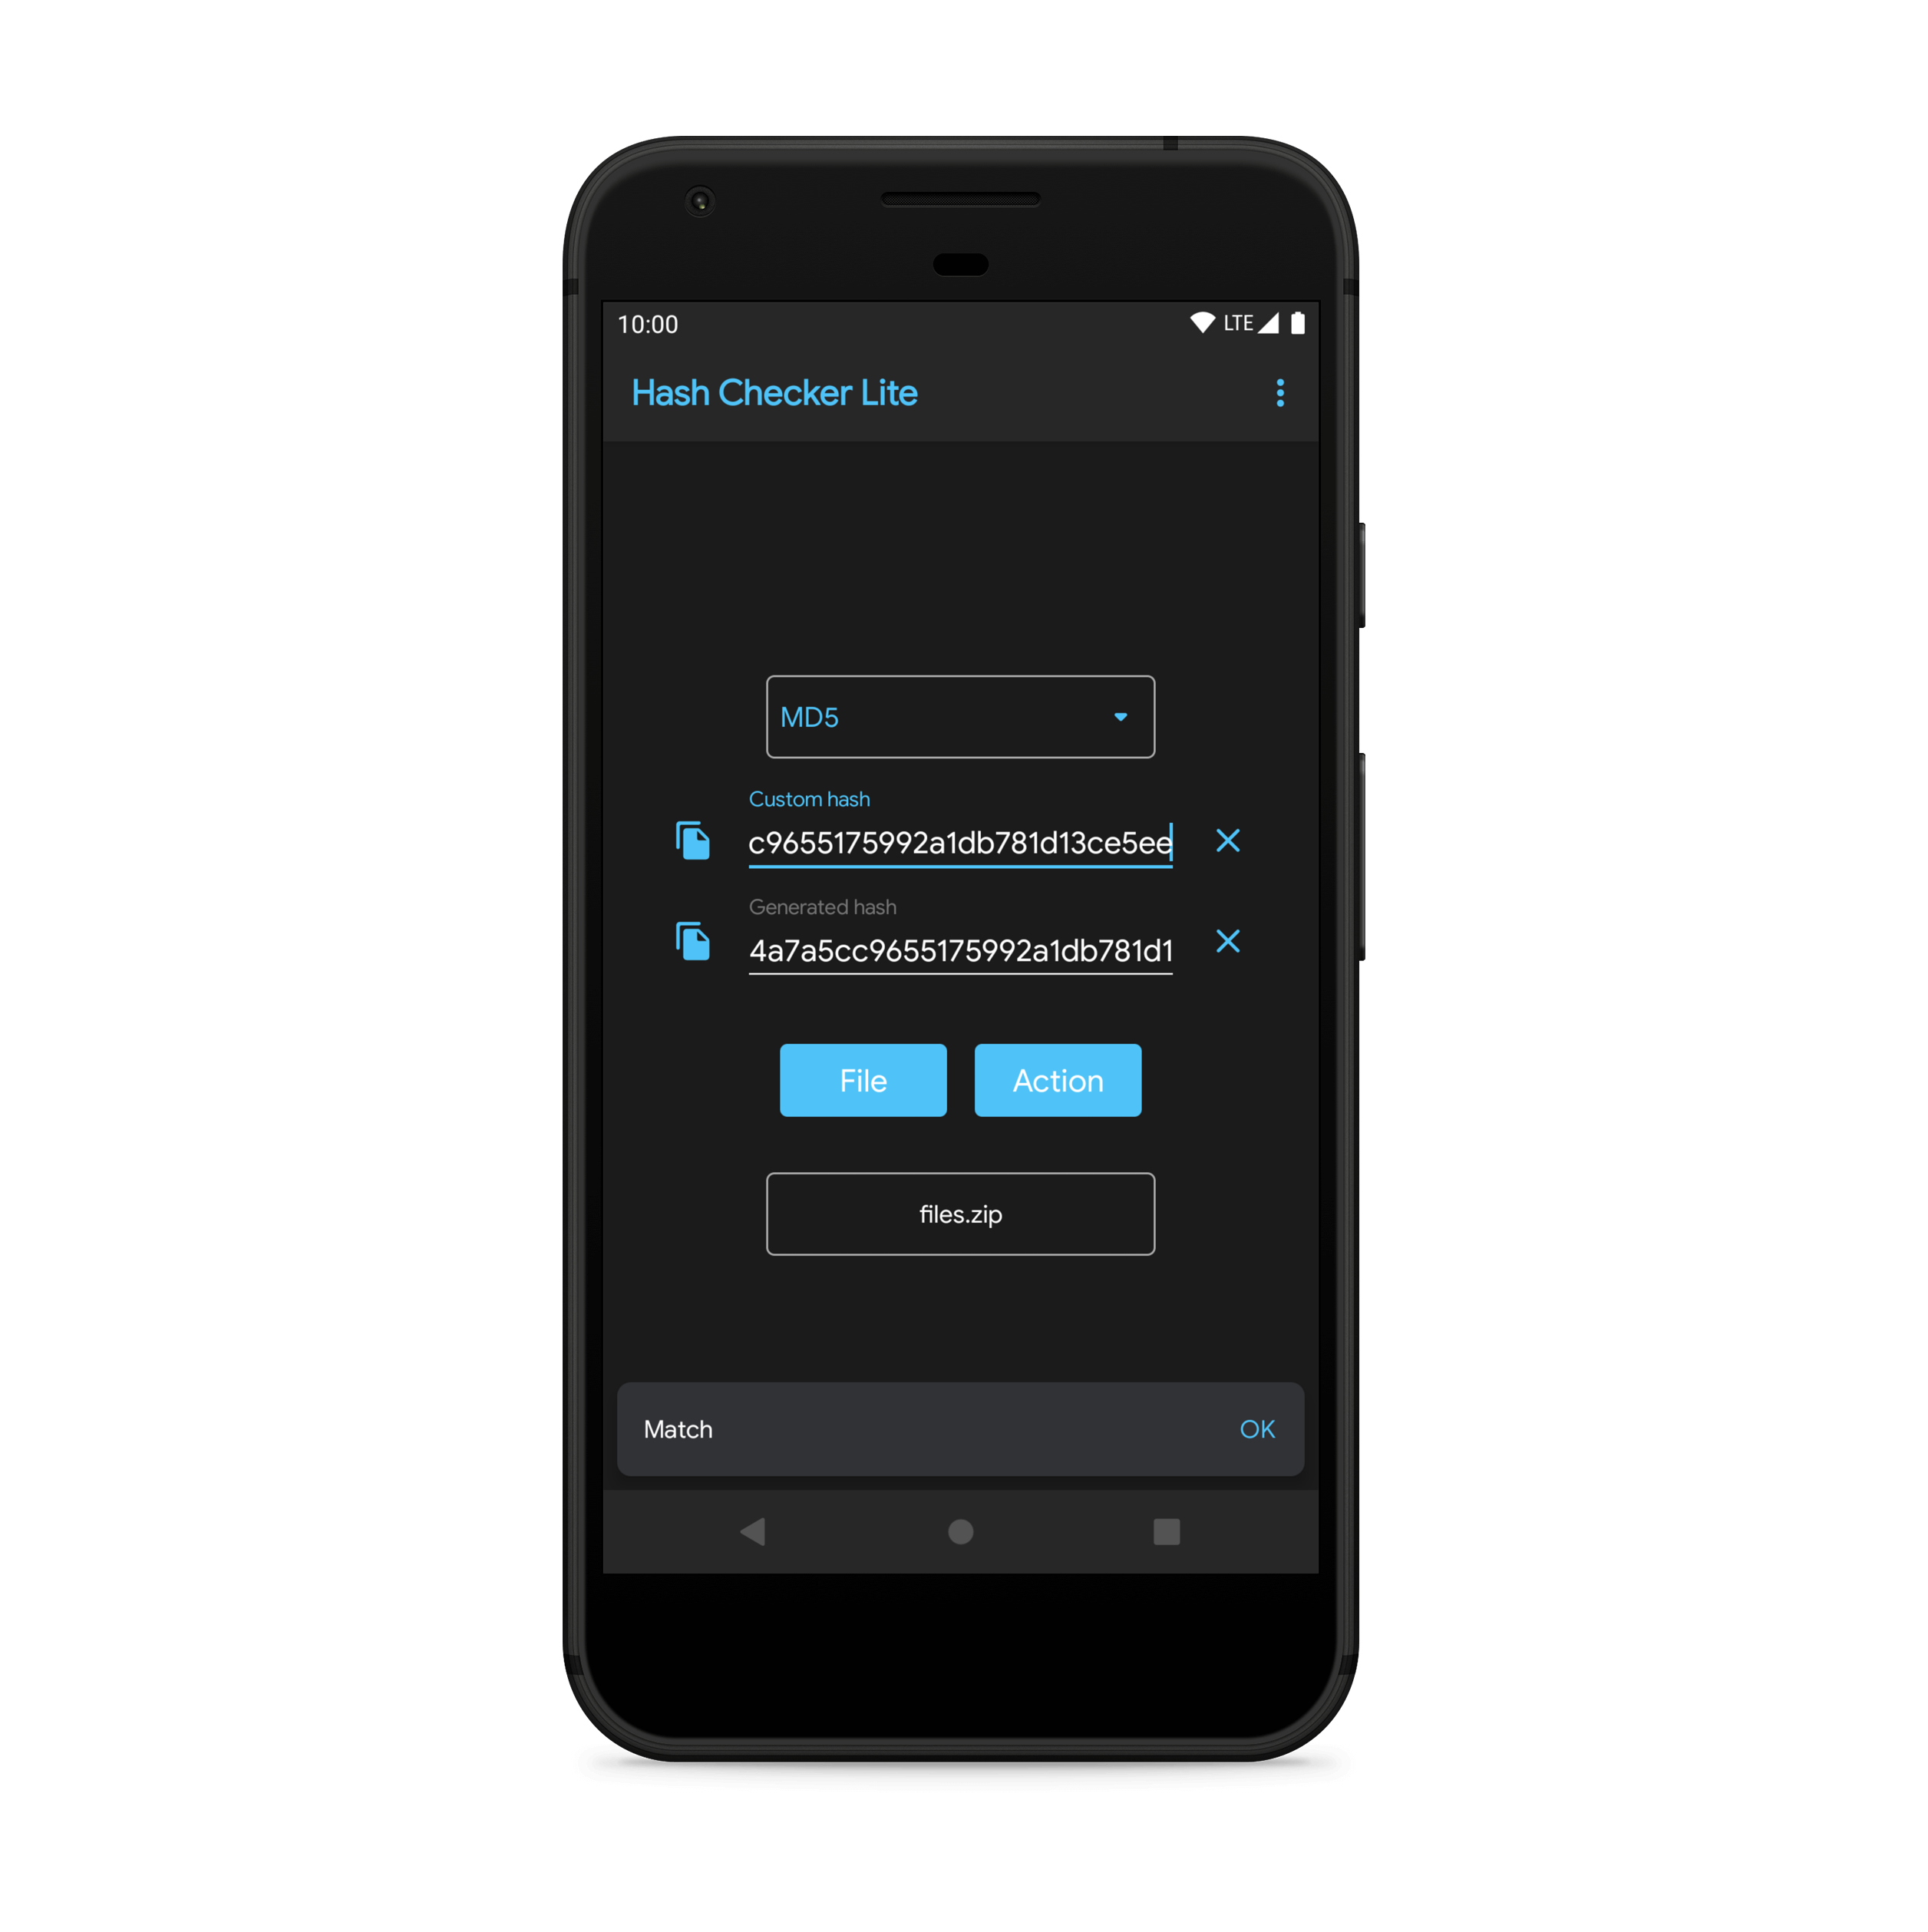 10:00 LTE
Hash Checker Lite
MD5
Custom hash
c9655175992a1db781d13ce5ee
Generated hash
4a7a5cc9655175992a1db781d1
File Action
files.zip
Match OK